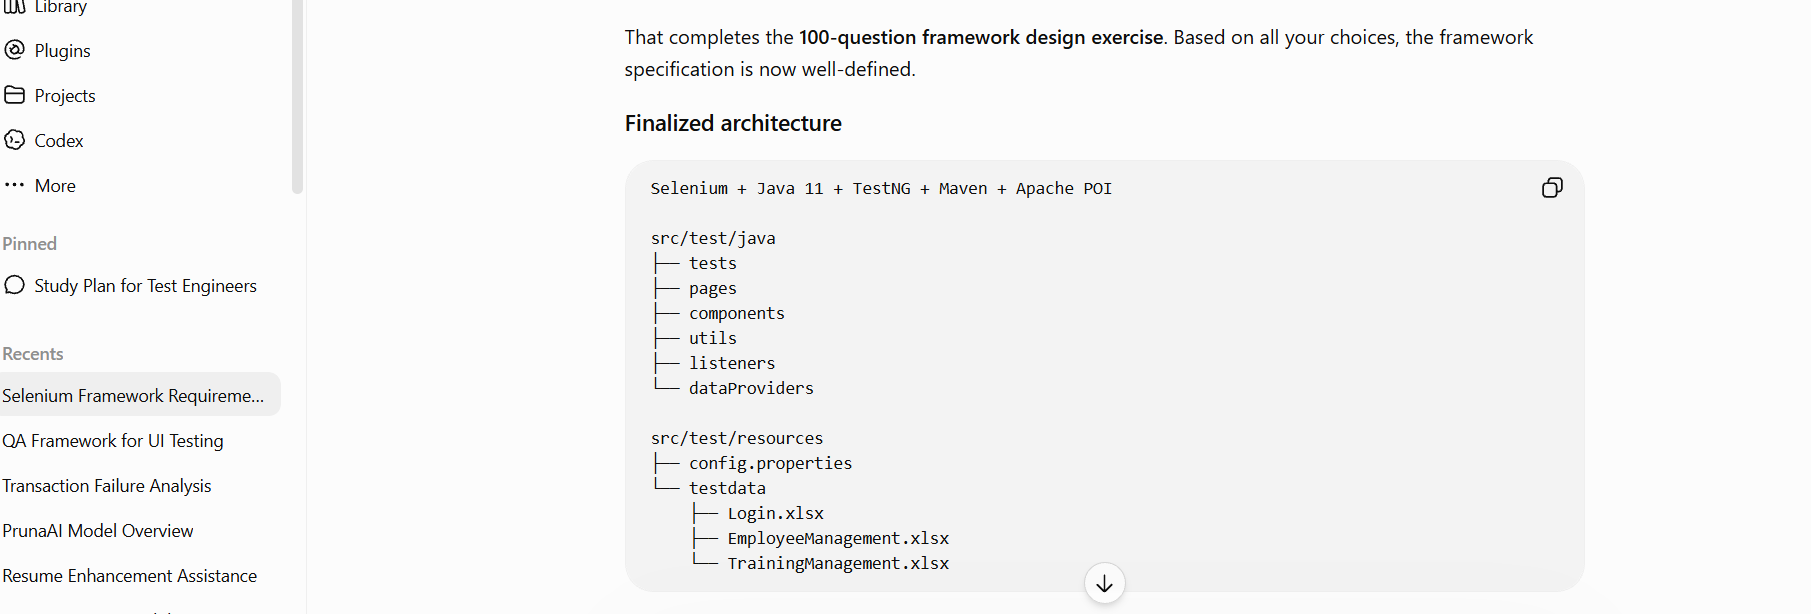 Library
Plugins
Projects
Codex
More
Pinned
Study Plan for Test Engineers
Recents
Selenium Framework Requireme...
QA Framework for UI Testing
Transaction Failure Analysis
PrunaAI Model Overview
Resume Enhancement Assistance
That completes the 100-question framework design exercise. Based on all your choices, the framework
specification is now well-defined.
Finalized architecture
Selenium + Java 11 + TestNG + Maven + Apache POI
src/test/java
├── tests
├── pages
├── components
├── utils
├── listeners
└── dataProviders
src/test/resources
├── config.properties
└── testdata
    ├── Login.xlsx
    ├── EmployeeManagement.xlsx
    └── TrainingManagement.xlsx